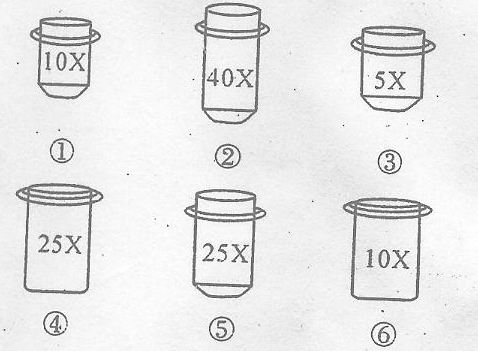 10X 40X 5X
① ② ③
25X 25X 10X
④ ⑤ ⑥